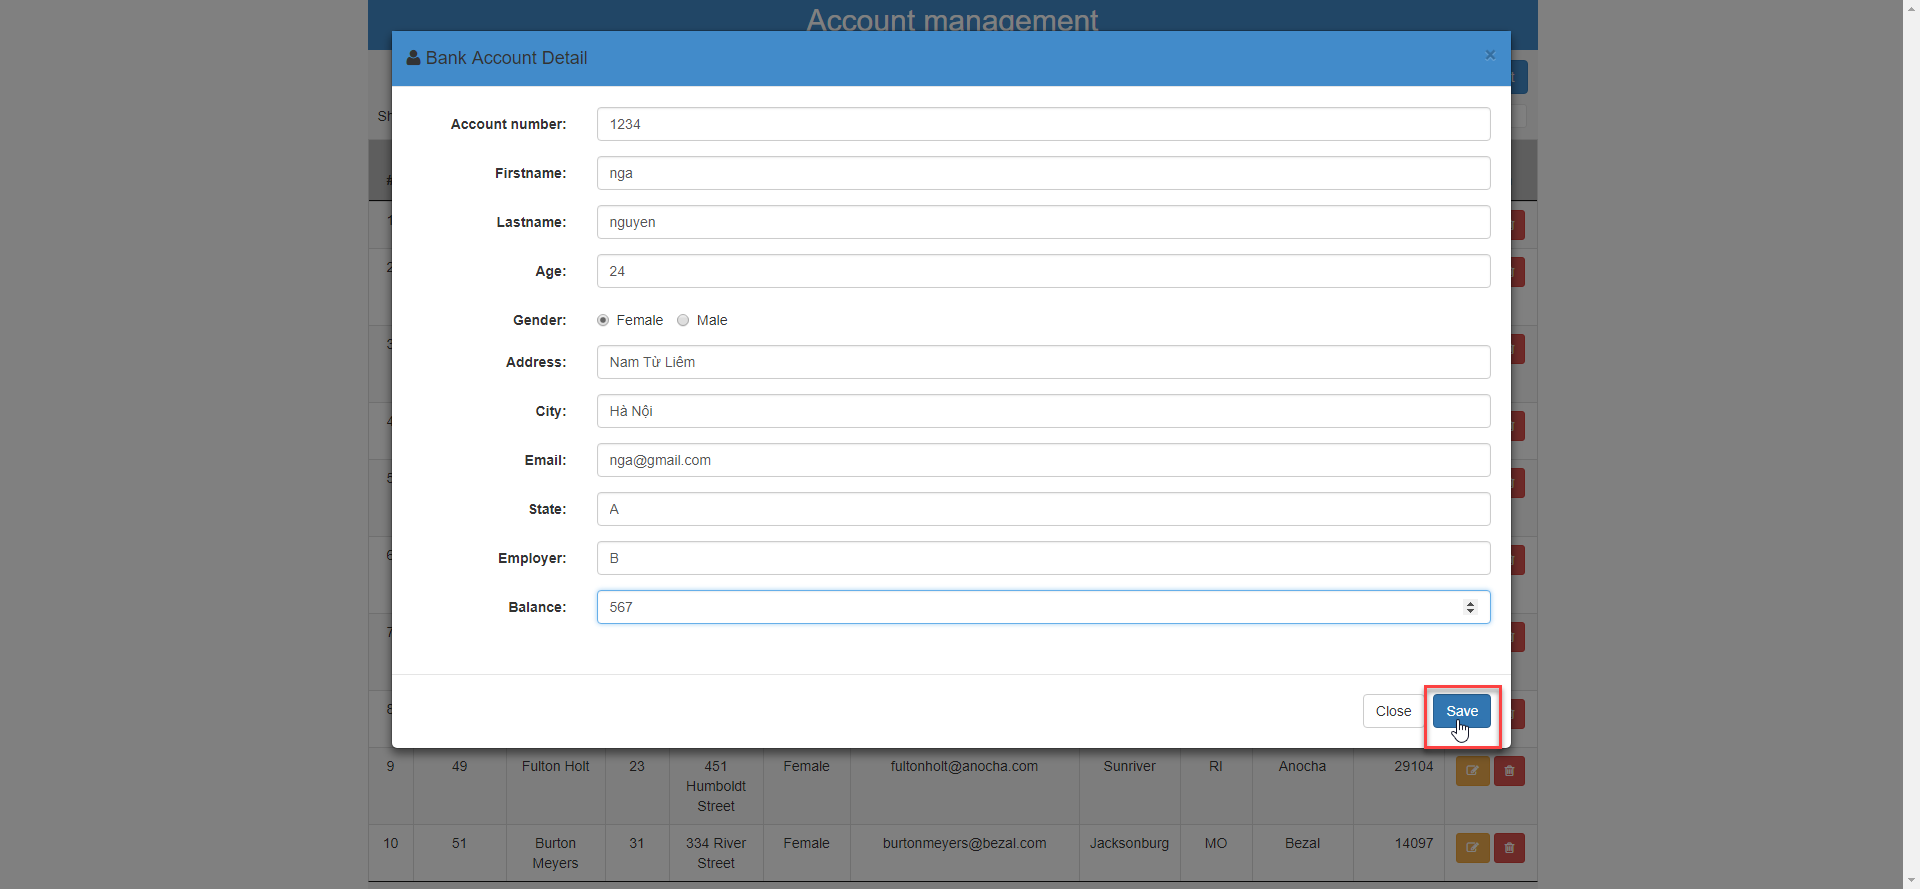 Account management
Bank Account Detail ×
Account number: 1234
Firstname: nga
Lastname: nguyen
Age: 24
Gender: Female Male
Address: Nam Từ Liêm
City: Hà Nội
Email: nga@gmail.com
State: A
Employer: B
Balance: 567
Close Save
9 49 Fulton Holt 23 451 Female fultonholt@anocha.com Sunriver RI Anocha 29104
Humboldt
Street
10 51 Burton 31 334 River Female burtonmeyers@bezal.com Jacksonburg MO Bezal 14097
Meyers Street